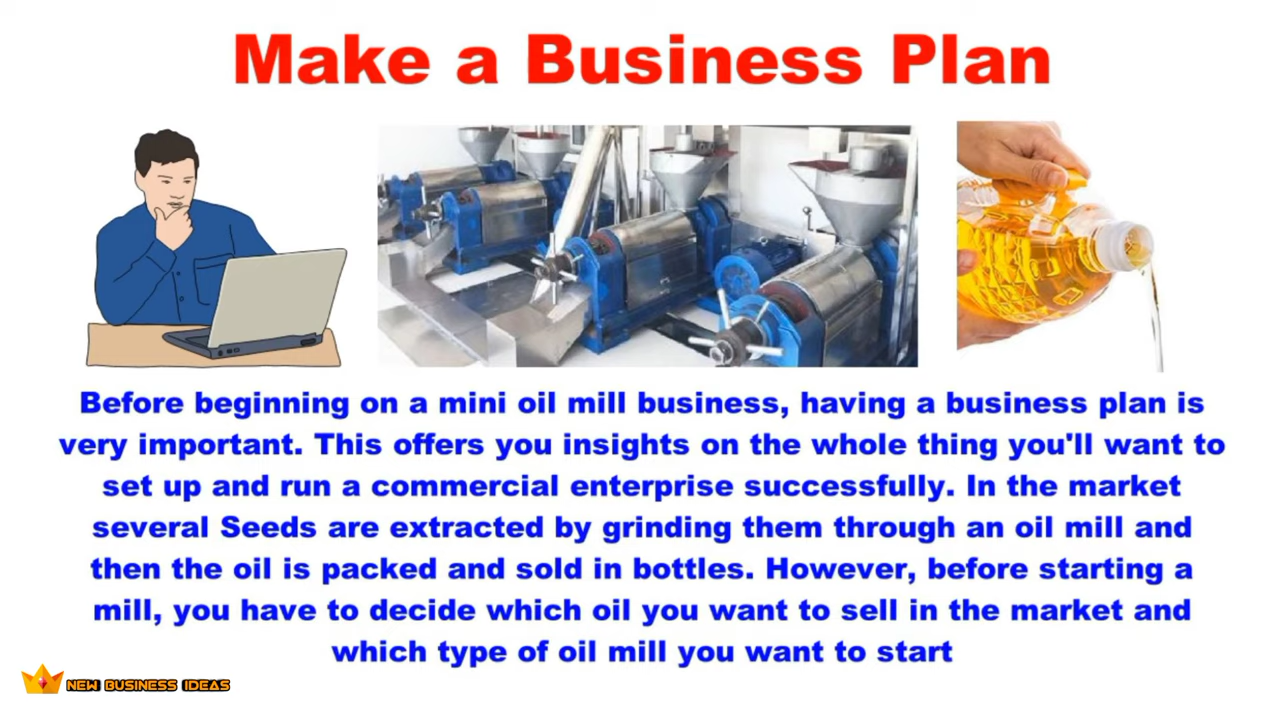 Make a Business Plan
Before beginning on a mini oil mill business, having a business plan is
very important. This offers you insights on the whole thing you'll want to
set up and run a commercial enterprise successfully. In the market
several Seeds are extracted by grinding them through an oil mill and
then the oil is packed and sold in bottles. However, before starting a
mill, you have to decide which oil you want to sell in the market and
which type of oil mill you want to start
NEW BUSINESS IDEAS